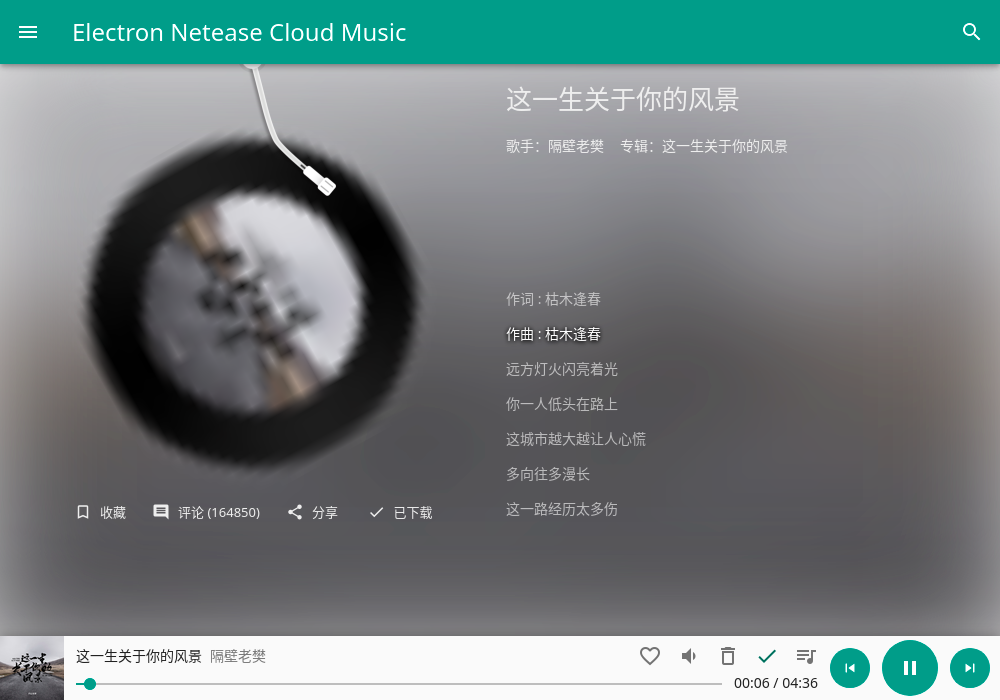 Electron Netease Cloud Music
这一生关于你的风景
歌手：隔壁老樊 专辑：这一生关于你的风景
作词 : 枯木逢春
作曲 : 枯木逢春
远方灯火闪亮着光
你一人低头在路上
这城市越大越让人心慌
多向往多漫长
这一路经历太多伤
收藏 评论 (164850) 分享 已下载
这一生关于你的风景 隔壁老樊
00:06 / 04:36